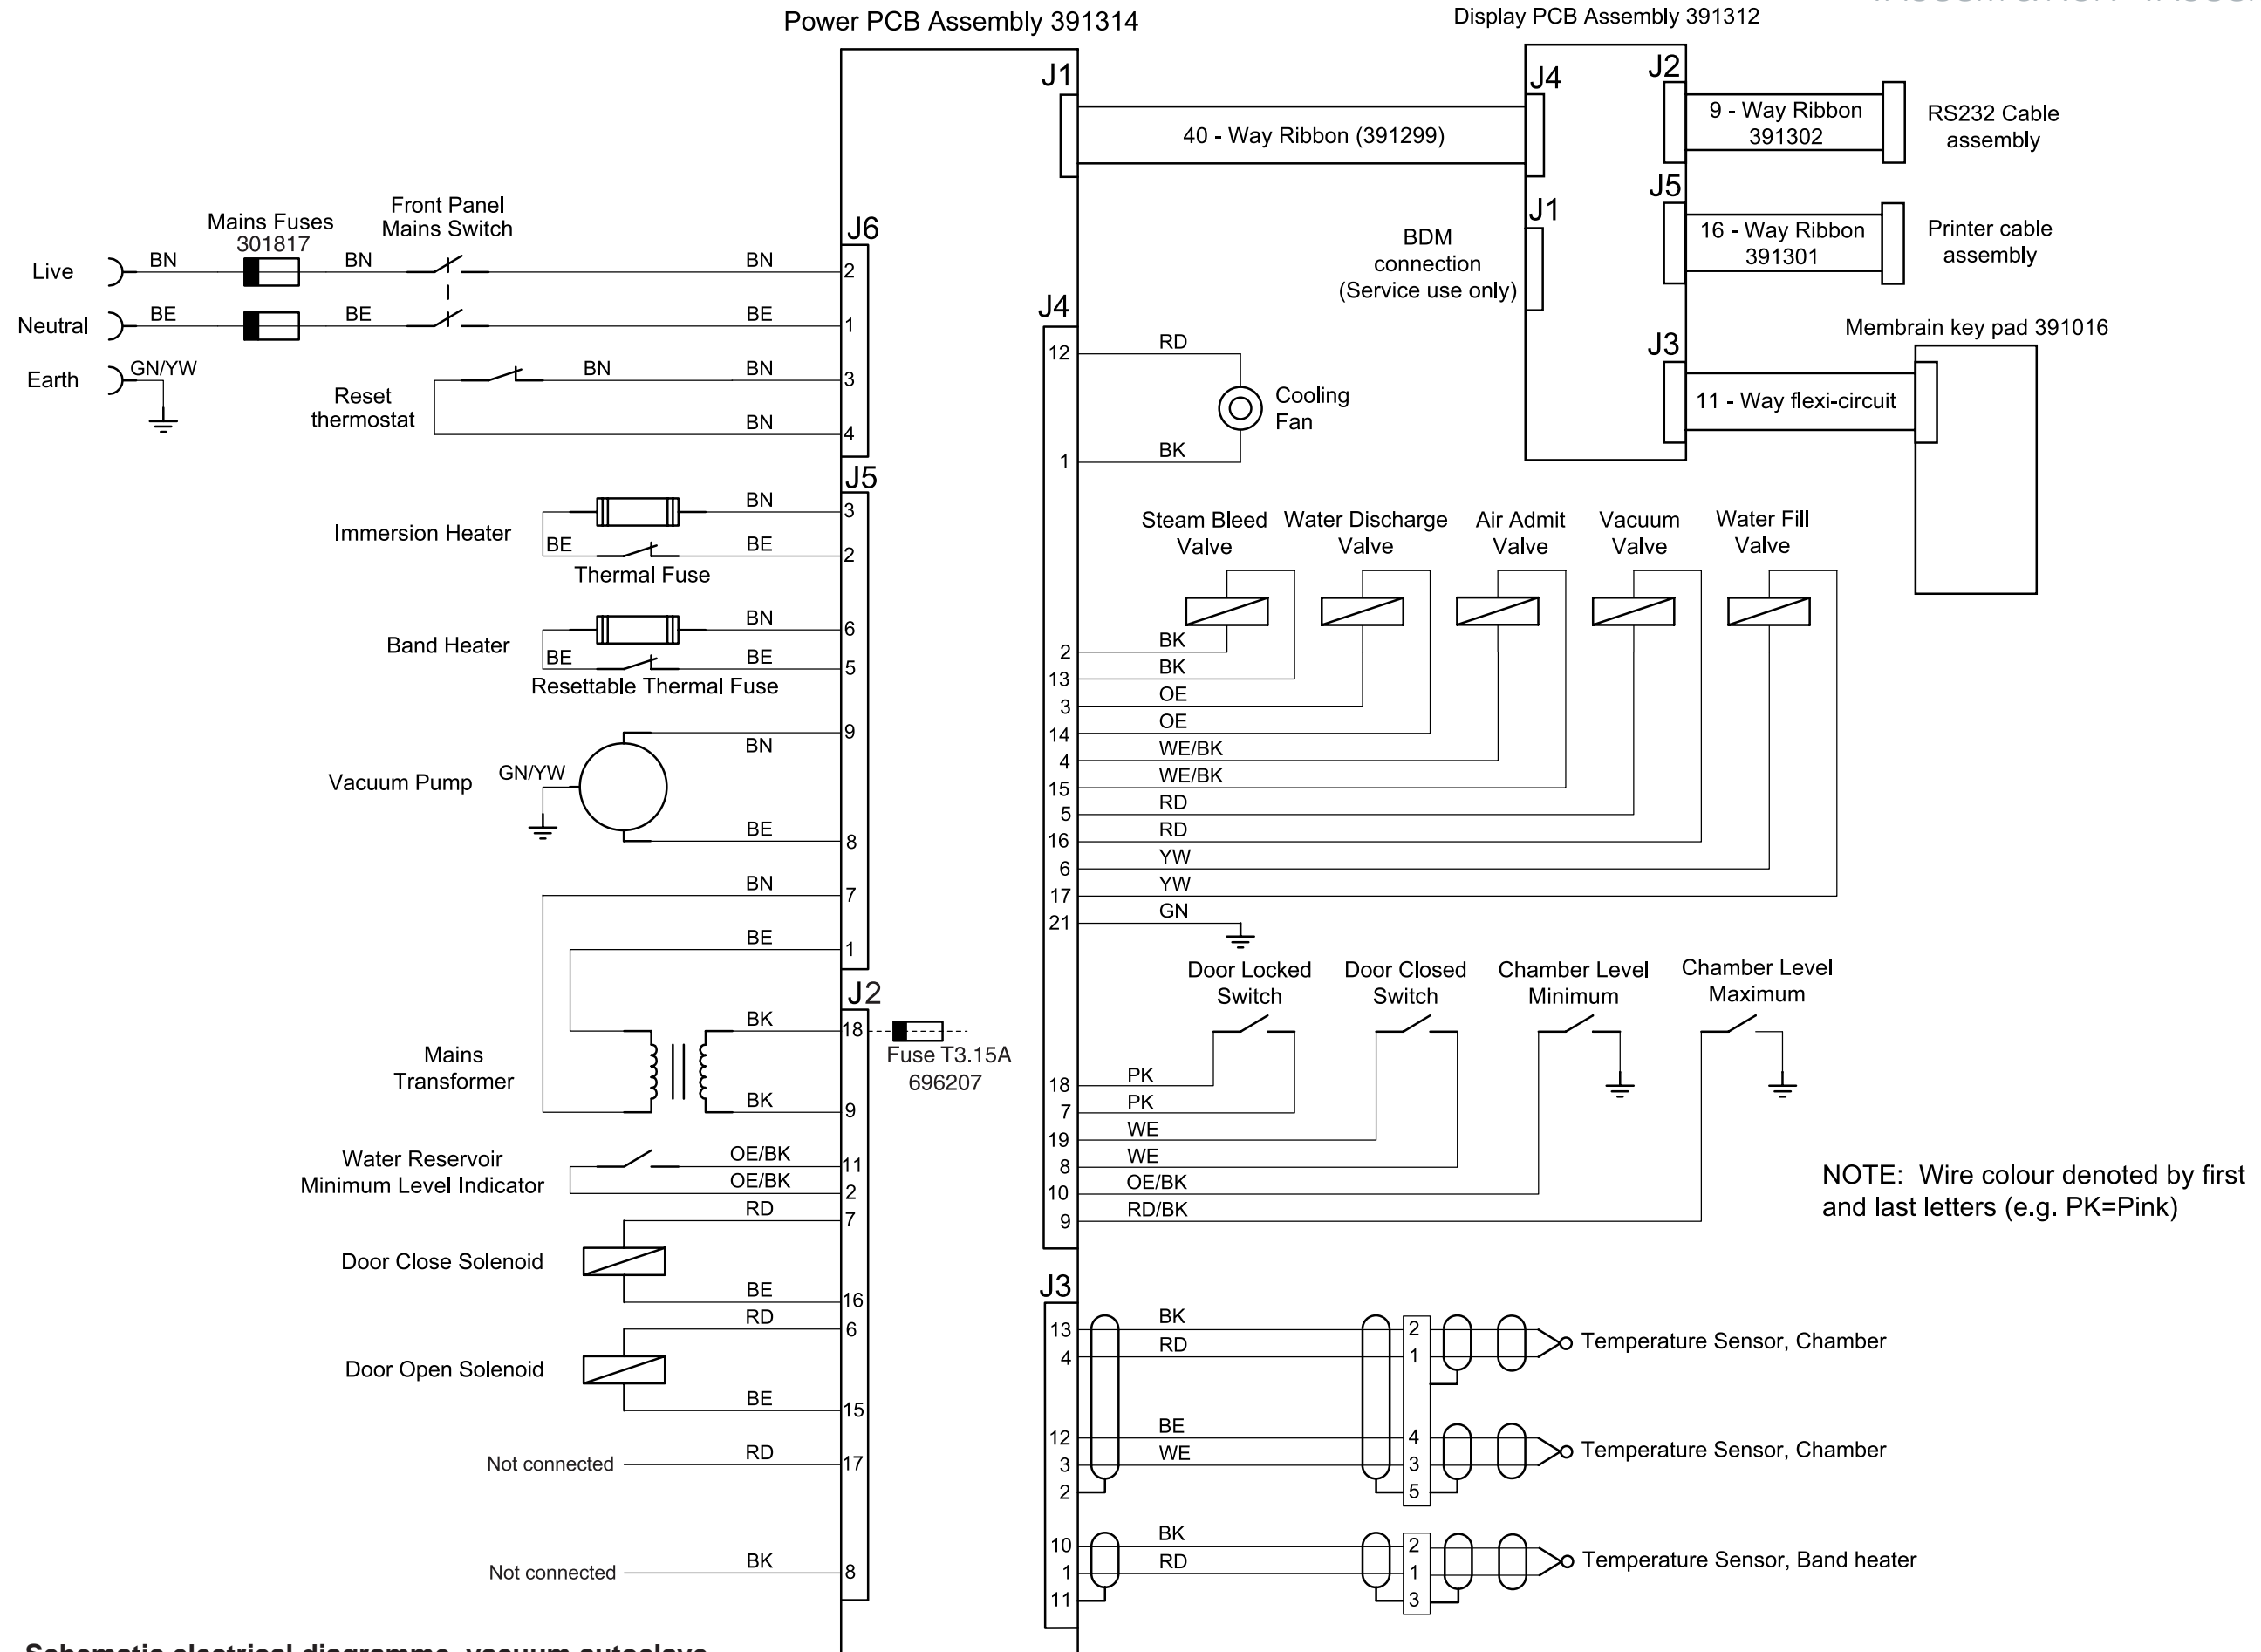 Power PCB Assembly 391314
Display PCB Assembly 391312
J1
J4
J2
40 - Way Ribbon (391299)
9 - Way Ribbon
391302
RS232 Cable
assembly
J5
16 - Way Ribbon
391301
Printer cable
assembly
J1
BDM
connection
(Service use only)
J3
11 - Way flexi-circuit
Membrain key pad 391016
Mains Fuses
301817
Front Panel
Mains Switch
J6
Live
BN
BN
BN
2
Neutral
BE
BE
BE
1
Earth
GN/YW
Reset
thermostat
BN
BN
3
BN
4
J5
Immersion Heater
BN
3
BE
BE
2
Thermal Fuse
Band Heater
BN
6
BE
BE
5
Resettable Thermal Fuse
Vacuum Pump
GN/YW
9
BN
BE
8
BN
7
BE
1
J2
Mains
Transformer
BK
18
Fuse T3.15A
696207
BK
9
Water Reservoir
Minimum Level Indicator
OE/BK
11
OE/BK
2
Door Close Solenoid
RD
7
BE
16
Door Open Solenoid
RD
6
BE
15
Not connected
RD
17
Not connected
BK
8
J4
12
RD
Cooling
Fan
1
BK
Steam Bleed
Valve
Water Discharge
Valve
Air Admit
Valve
Vacuum
Valve
Water Fill
Valve
2
BK
13
BK
3
OE
14
OE
4
WE/BK
15
WE/BK
5
RD
16
RD
6
YW
17
YW
21
GN
Door Locked
Switch
Door Closed
Switch
Chamber Level
Minimum
Chamber Level
Maximum
18
PK
7
PK
19
WE
8
WE
10
OE/BK
9
RD/BK
NOTE: Wire colour denoted by first
and last letters (e.g. PK=Pink)
J3
13
BK
2
4
RD
1
Temperature Sensor, Chamber
12
BE
4
3
WE
3
Temperature Sensor, Chamber
2
5
10
BK
2
1
RD
1
Temperature Sensor, Band heater
11
3
Schematic electrical diagramme, vacuum autoclave